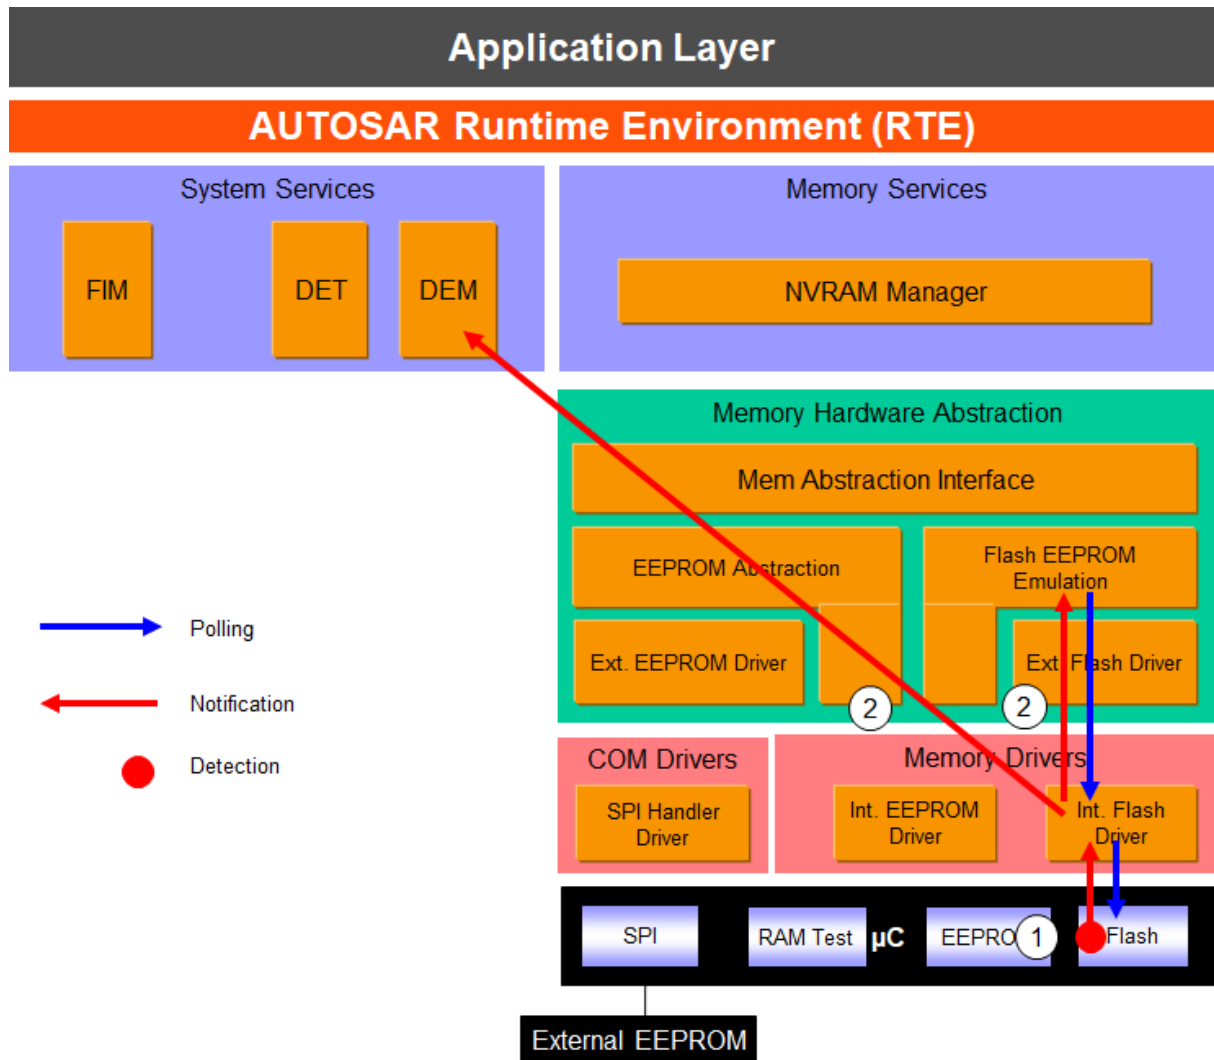 Application Layer
AUTOSAR Runtime Environment (RTE)
System Services
Memory Services
FIM
DET
DEM
NVRAM Manager
Memory Hardware Abstraction
Mem Abstraction Interface
EEPROM Abstraction
Flash EEPROM
Emulation
Ext. EEPROM Driver
Ext. Flash Driver
2
2
Polling
Notification
Detection
COM Drivers
Memory Drivers
SPI Handler
Driver
Int. EEPROM
Driver
Int. Flash
Driver
SPI
RAM Test
µC
EEPRO
1
Flash
External EEPROM